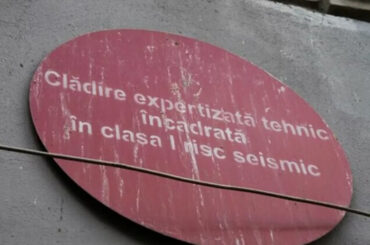 Clădire expertizată tehnic
încadrată
în clasa I risc seismic